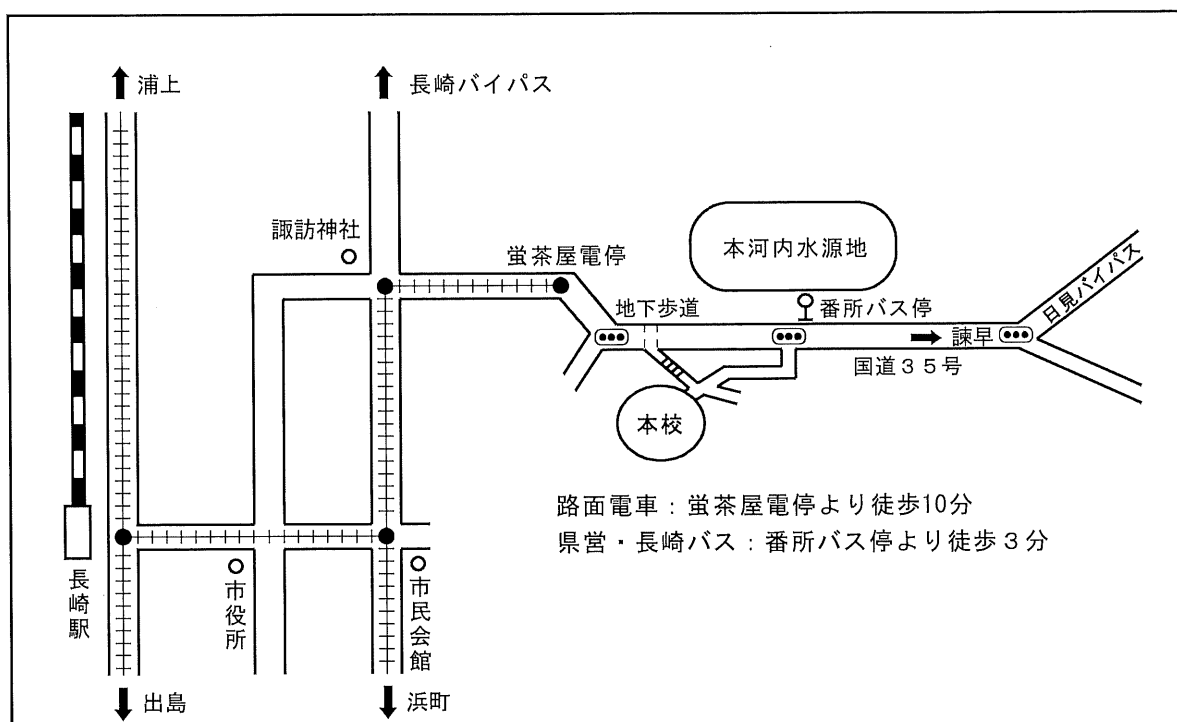 浦上
長崎バイパス
諏訪神社
蛍茶屋電停
本河内水源地
日見バイパス
地下歩道
番所バス停
諫早
国道35号
本校
路面電車：蛍茶屋電停より徒歩10分
県営・長崎バス：番所バス停より徒歩３分
長崎駅
市役所
市民会館
出島
浜町